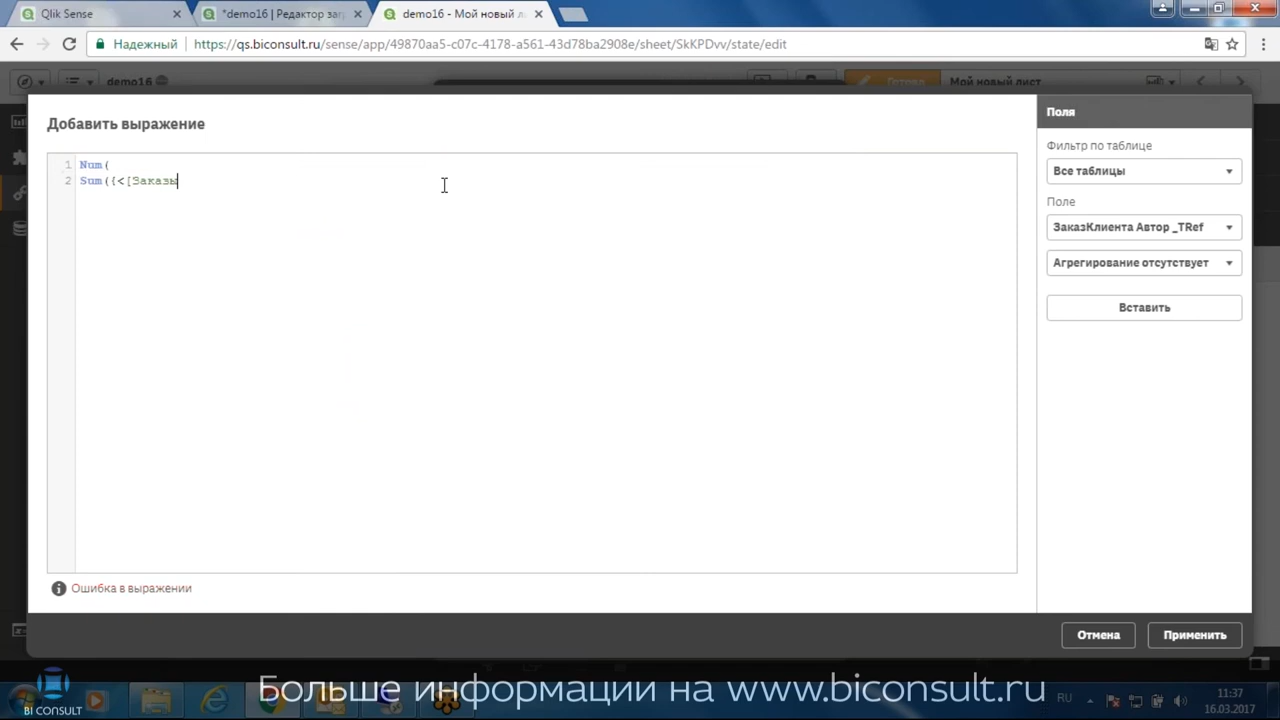 Qlik Sense
*demo16 | Редактор заг
demo16 - Мой новый л
Надежный
https://qs.biconsult.ru/sense/app/49870aa5-c07c-4178-a561-43d78ba2908e/sheet/SkKPDvv/state/edit
demo16
Готово
Мой новый лист
Добавить выражение
Поля
1 Num(
2 Sum({<[Заказы
Фильтр по таблице
Все таблицы
Поле
ЗаказКлиента Автор _TRef
Агрегирование отсутствует
Вставить
Ошибка в выражении
Отмена
Применить
Больше информации на www.biconsult.ru
BI CONSULT
RU
11:37
16.03.2017